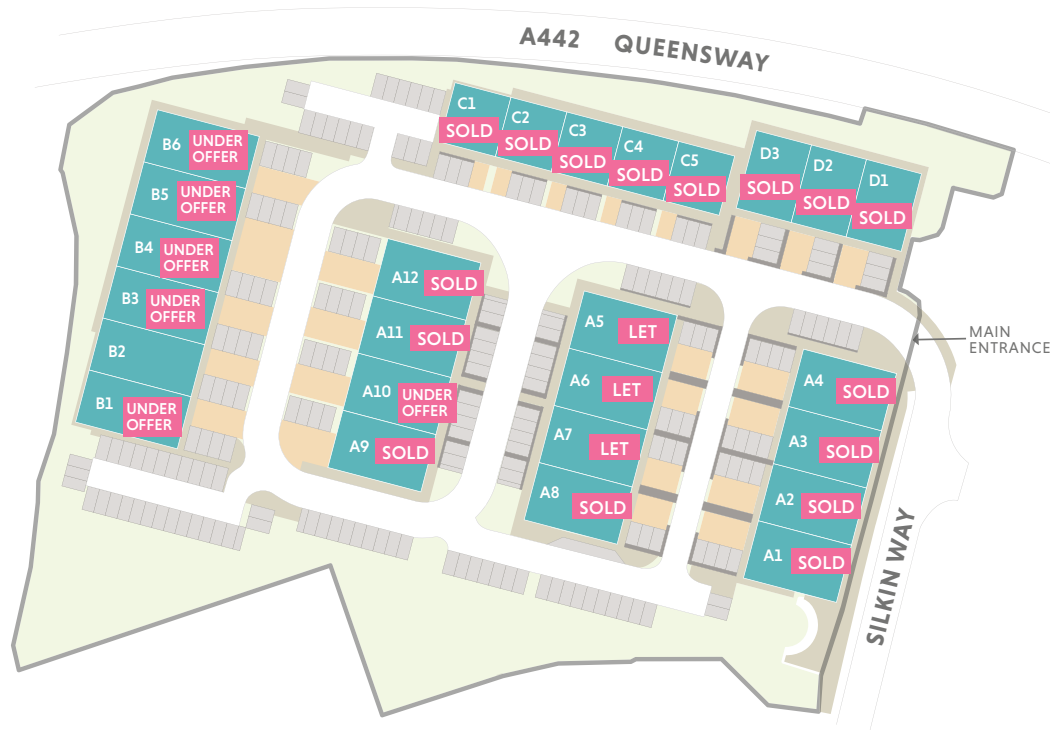 A442 QUEENSWAY
C1
SOLD
C2
SOLD
C3
SOLD
C4
SOLD
C5
SOLD
D3
SOLD
D2
SOLD
D1
SOLD
B6
UNDER
OFFER
B5
UNDER
OFFER
B4
UNDER
OFFER
B3
UNDER
OFFER
B2
B1
UNDER
OFFER
A12
SOLD
A11
SOLD
A10
UNDER
OFFER
A9
SOLD
A5
LET
A6
LET
A7
LET
A8
SOLD
A4
SOLD
A3
SOLD
A2
SOLD
A1
SOLD
MAIN
ENTRANCE
SILKIN WAY